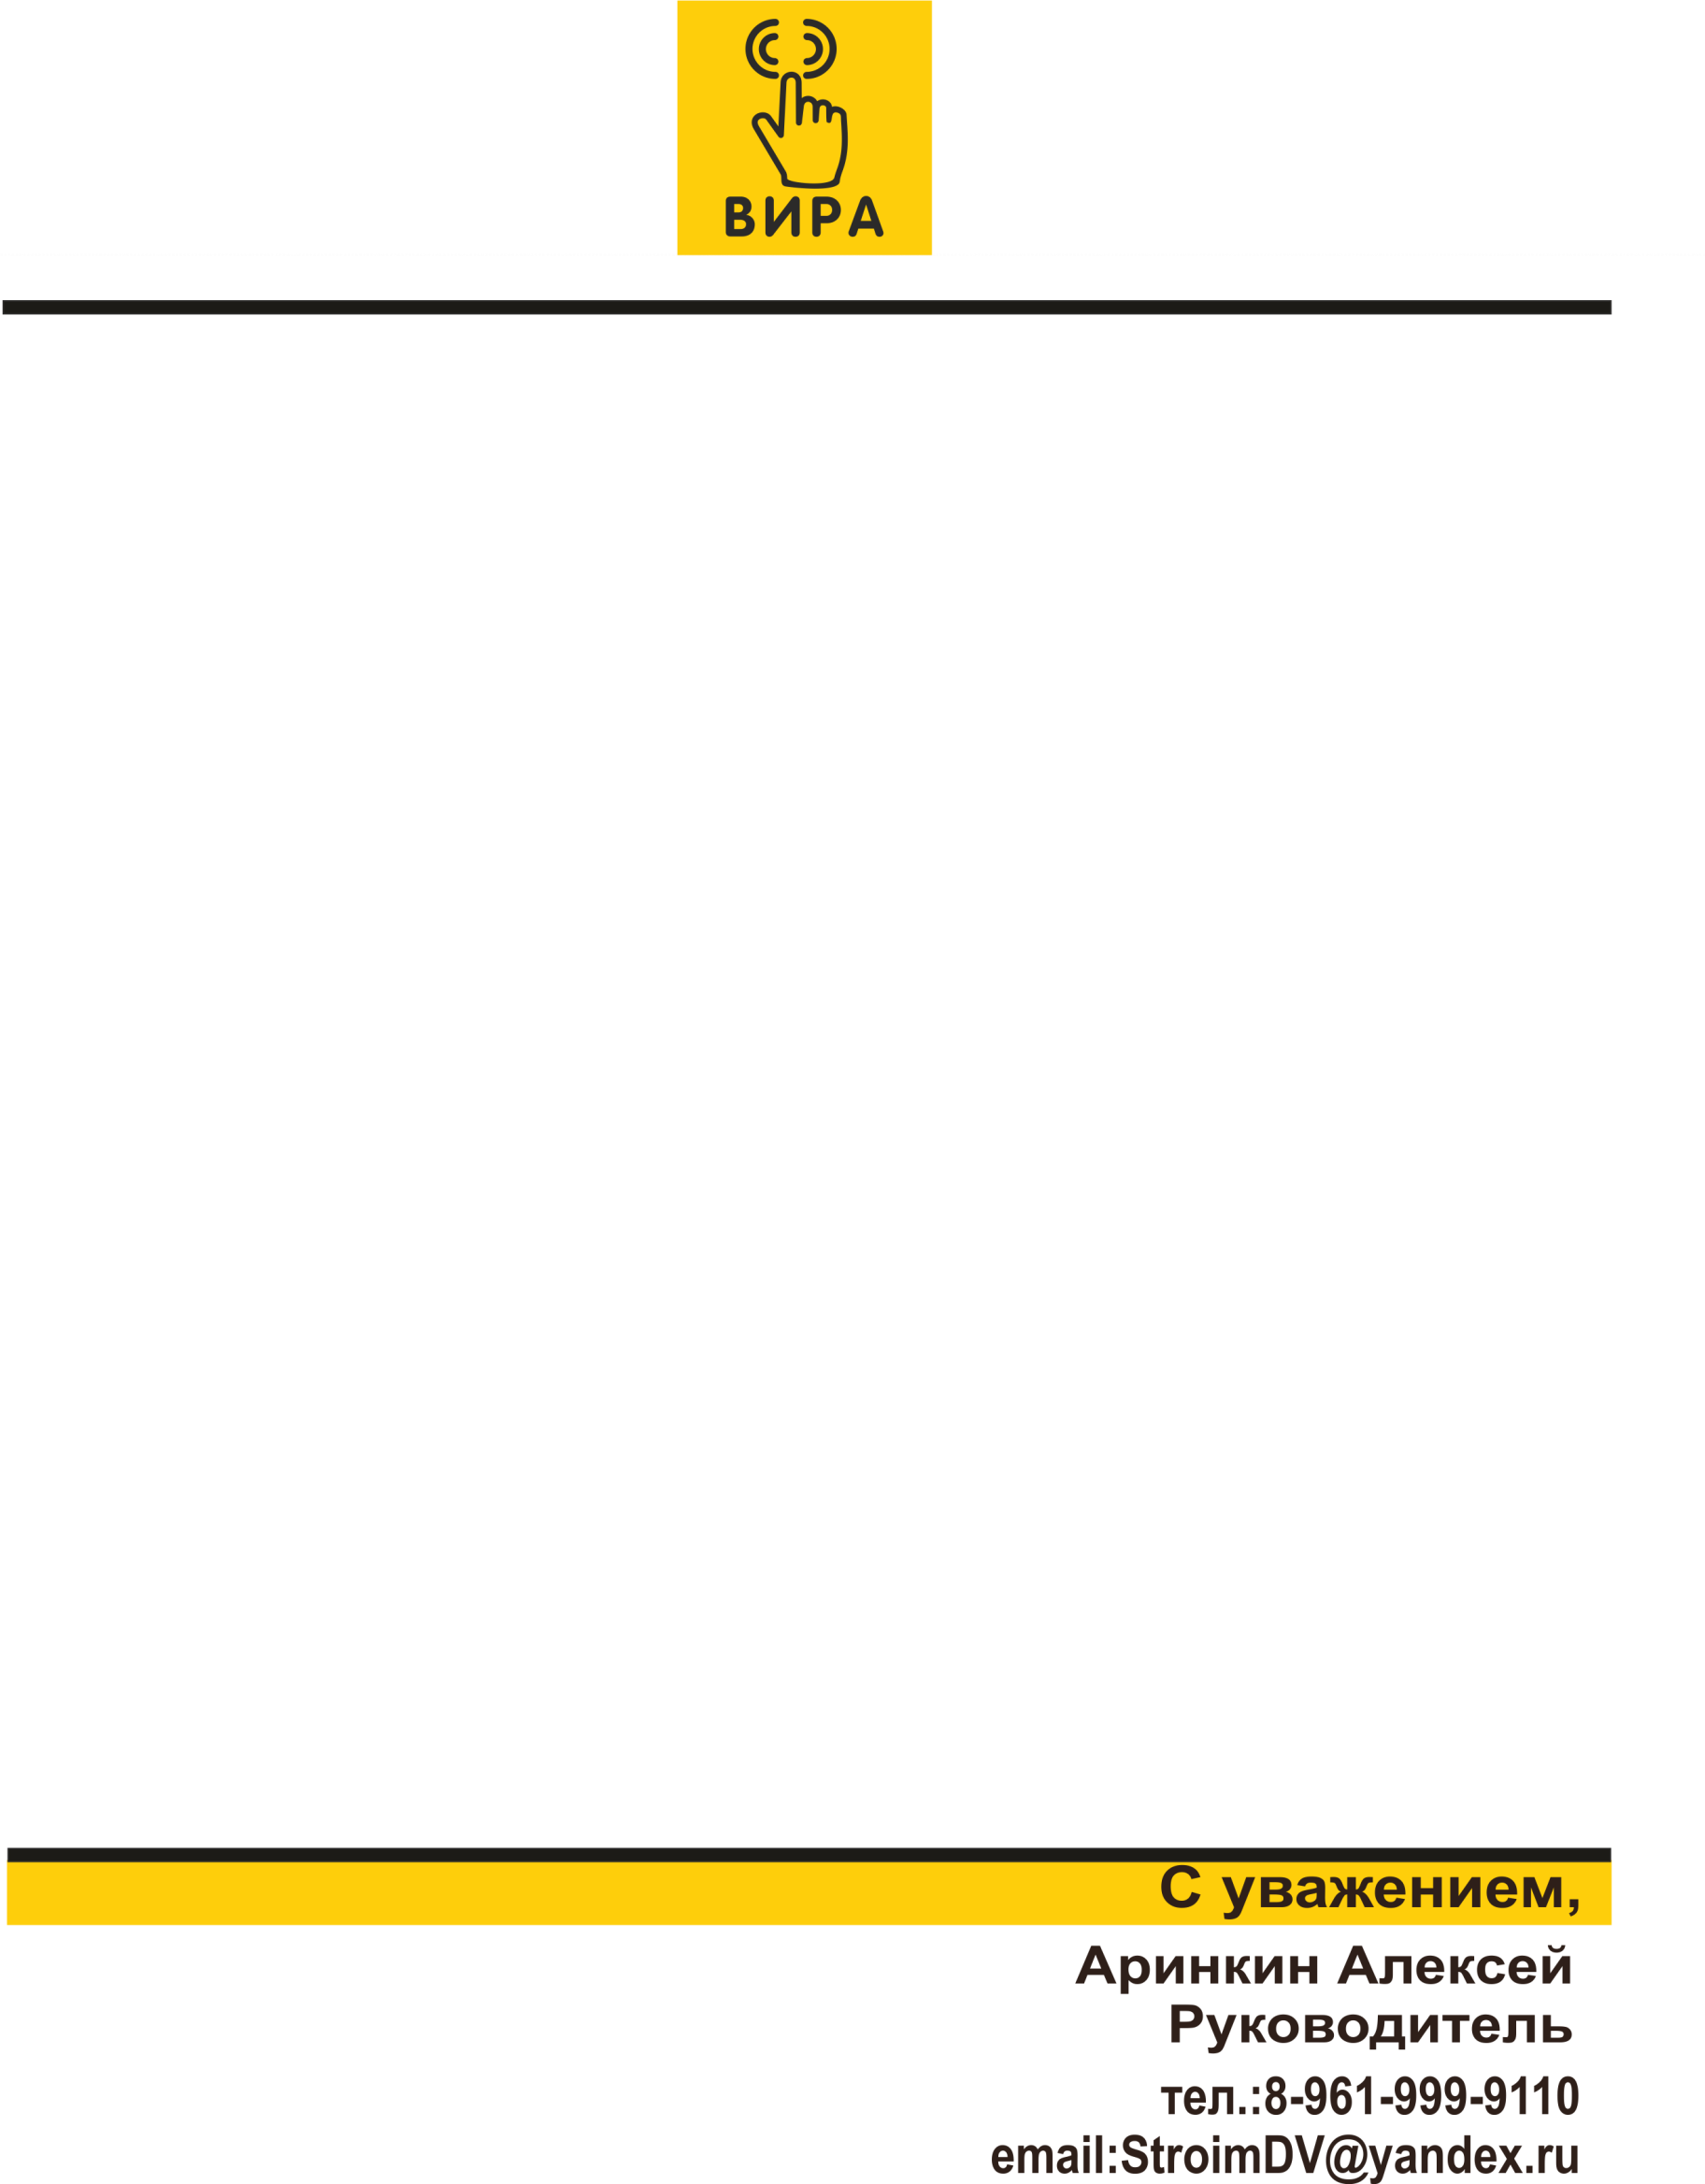 ВИРА
С уважением,
Аринкин Алексей
Руководитель
тел.:8-961-999-9110
email:StroimDV@yandex.ru